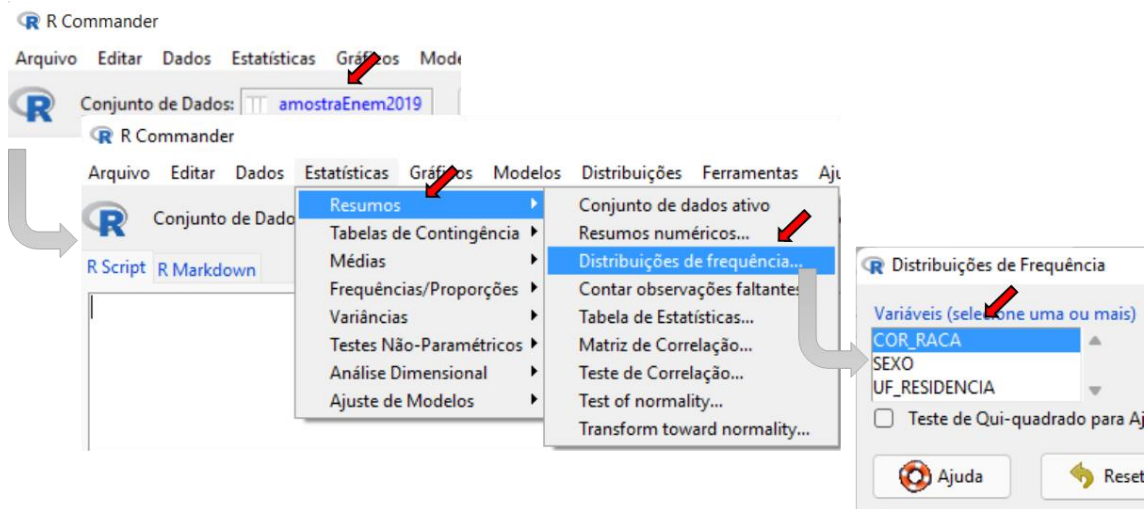 R Commander
Arquivo Editar Dados Estatísticas Gráficos
Conjunto de Dados: amostraEnem2019
R Commander
Arquivo Editar Dados Estatísticas Gráficos Modelos Distribuições Ferramentas
Conjunto de
R Script R Markdown
Resumos
Tabelas de Contingência
Médias
Frequências/Proporções
Variâncias
Testes Não-Paramétricos
Análise Dimensional
Ajuste de Modelos
Conjunto de dados ativo
Resumos numéricos...
Distribuições de frequência...
Contar observações faltantes
Tabela de Estatísticas...
Matriz de Correlação...
Teste de Correlação...
Test of normality...
Transform toward normality...
Distribuições de Frequência
Variáveis (selecione uma ou mais)
COR_RACA
SEXO
UF_RESIDENCIA
Teste de Qui-quadrado para
Ajuda
Reset